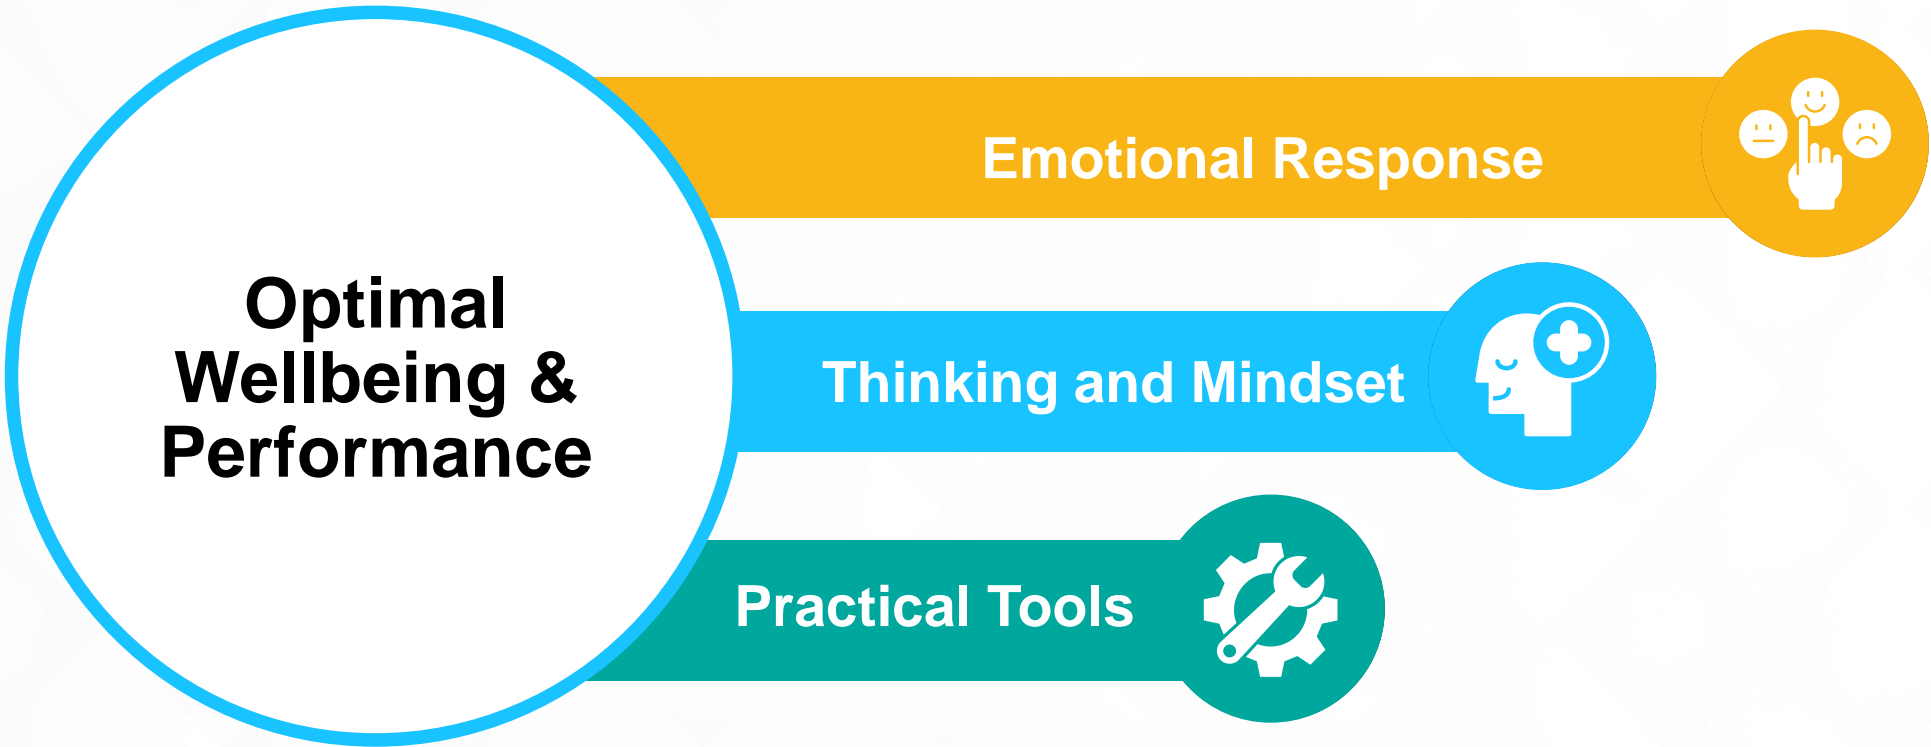 Optimal
Wellbeing &
Performance
Emotional Response
Thinking and Mindset
Practical Tools